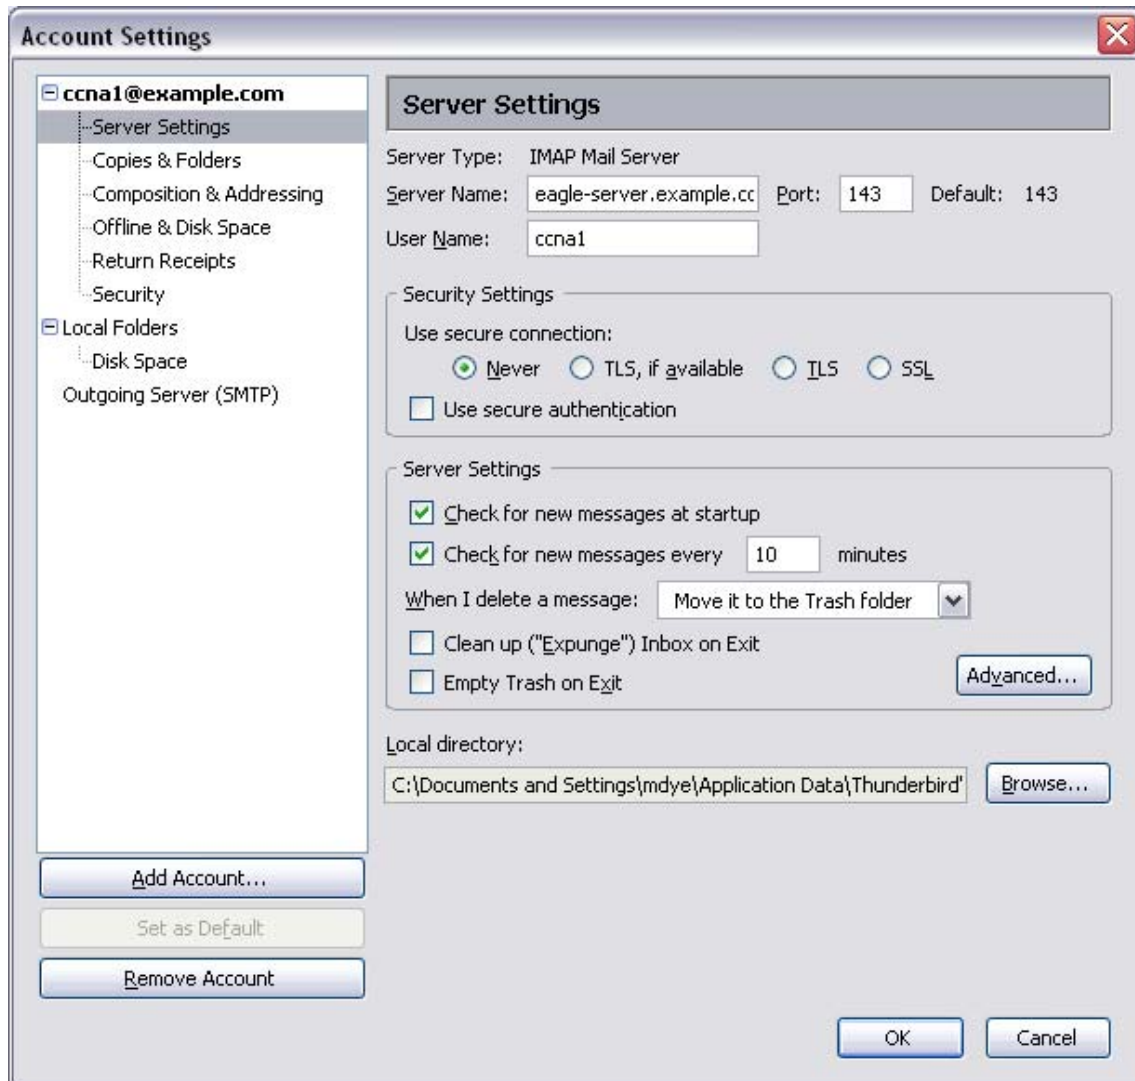 Account Settings
ccna1@example.com
Server Settings
Copies & Folders
Composition & Addressing
Offline & Disk Space
Return Receipts
Security
Local Folders
Disk Space
Outgoing Server (SMTP)
Add Account...
Set as Default
Remove Account
Server Settings
Server Type: IMAP Mail Server
Server Name: eagle-server.example.cc Port: 143 Default: 143
User Name: ccna1
Security Settings
Use secure connection:
Never TLS, if available TLS SSL
Use secure authentication
Server Settings
Check for new messages at startup
Check for new messages every 10 minutes
When I delete a message: Move it to the Trash folder
Clean up ("Expunge") Inbox on Exit
Empty Trash on Exit
Advanced...
Local directory:
C:\Documents and Settings\mdye\Application Data\Thunderbird' Browse...
OK Cancel